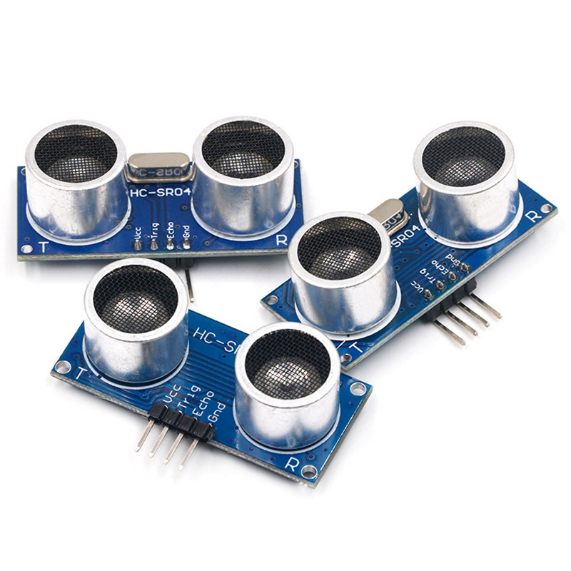 HC-SR04
Vcc
Trig
Echo
Gnd
T
R
SR04
Vcc
Trig
Echo
Gnd
T
R
HC-S
Vcc
Trig
Echo
Gnd
T
R